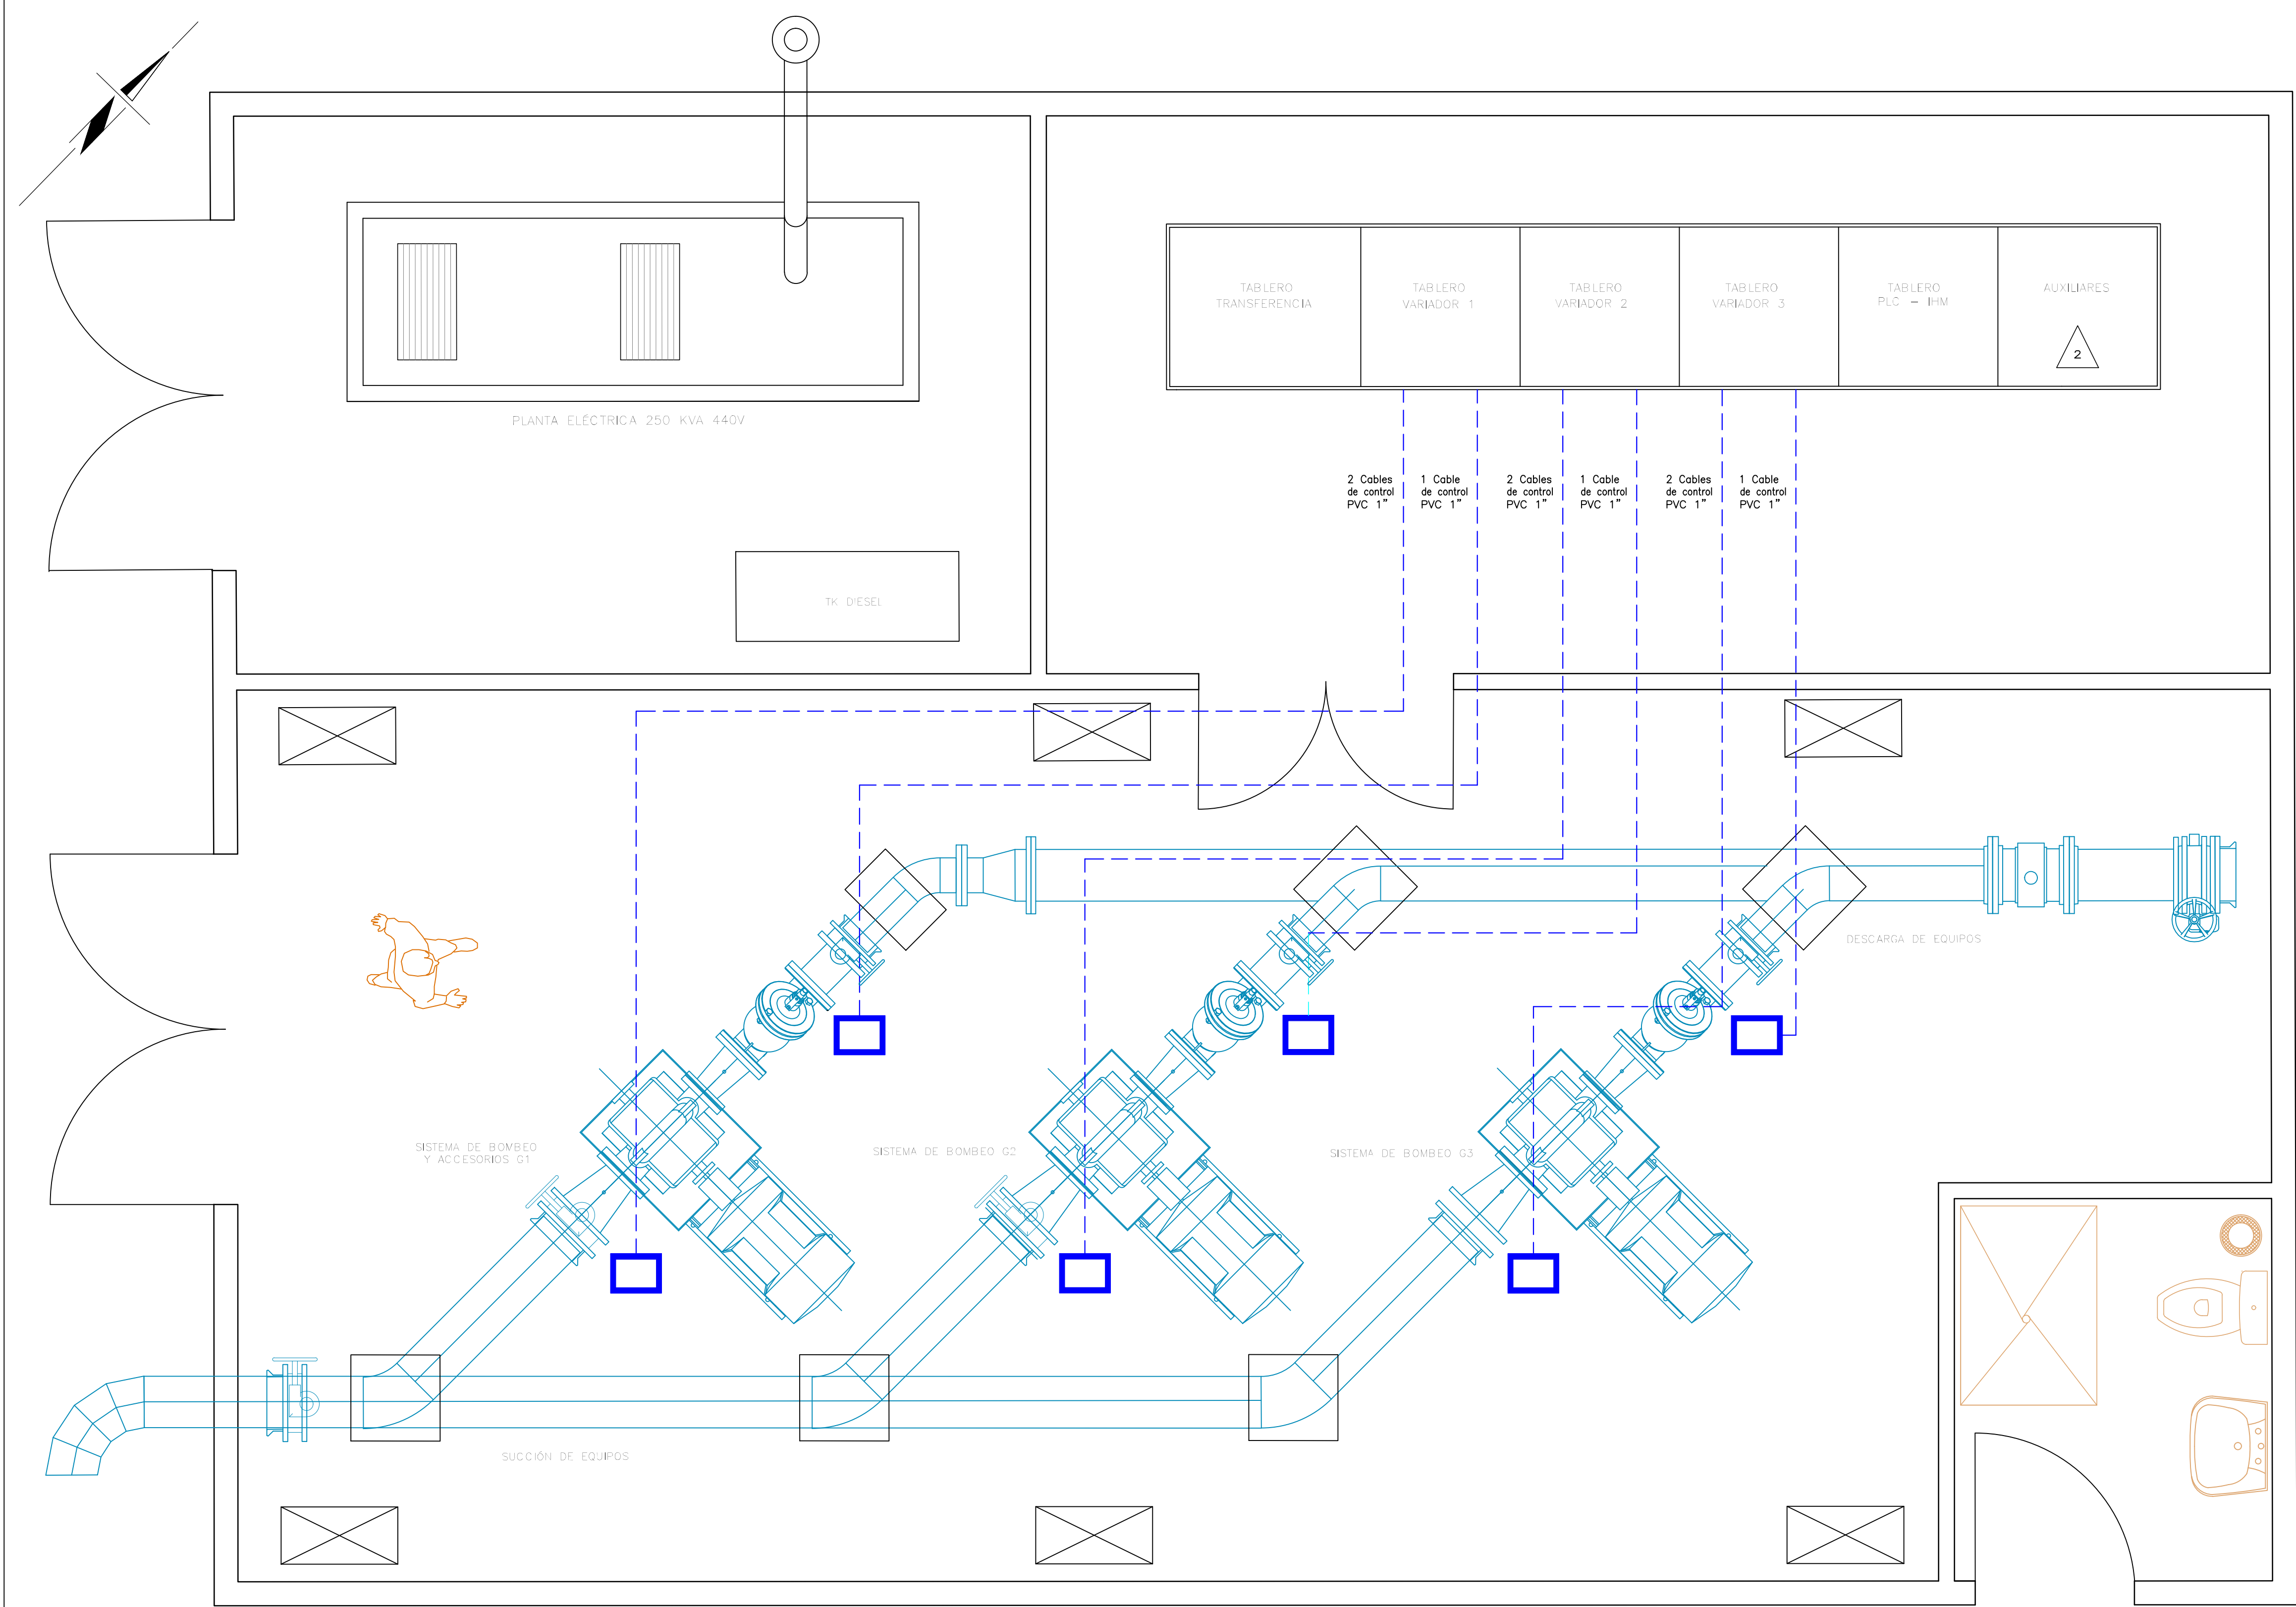 TABLERO
TRANSFERENCIA
TABLERO
VARIADOR 1
TABLERO
VARIADOR 2
TABLERO
VARIADOR 3
TABLERO
PLC - IHM
AUXILIARES
2
PLANTA ELÉCTRICA 250 KVA 440V
2 Cables
de control
PVC 1"
1 Cable
de control
PVC 1"
2 Cables
de control
PVC 1"
1 Cable
de control
PVC 1"
2 Cables
de control
PVC 1"
1 Cable
de control
PVC 1"
TK DIESEL
DESCARGA DE EQUIPOS
SISTEMA DE BOMBEO
Y ACCESORIOS G1
SISTEMA DE BOMBEO G2
SISTEMA DE BOMBEO G3
SUCCIÓN DE EQUIPOS